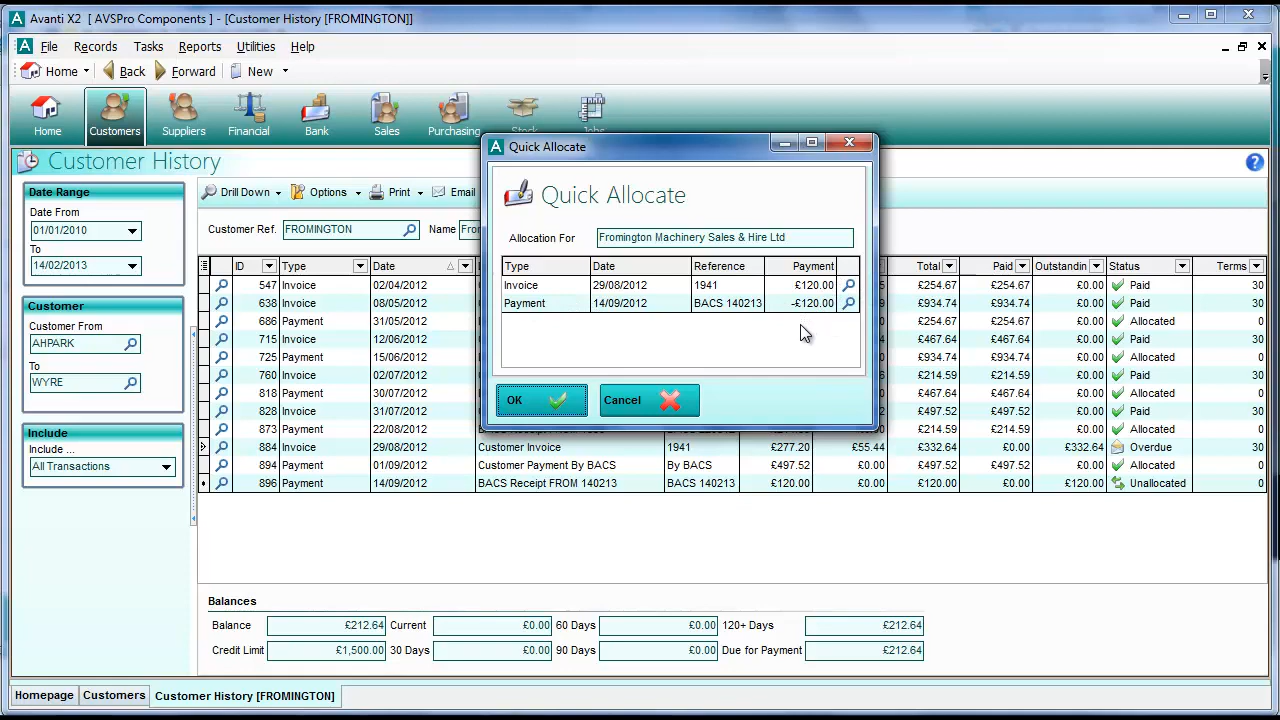 Avanti X2 [ AVSPro Components ] - [Customer History [FROMINGTON]]
File Records Tasks Reports Utilities Help
Home Back Forward New
Home Customers Suppliers Financial Bank Sales Purchasing Stock Jobs
Customer History
Date Range
Date From
01/01/2010
To
14/02/2013
Customer
Customer From
AHPARK
To
WYRE
Include
Include ...
All Transactions
Drill Down Options Print Email
Customer Ref. FROMINGTON Name
Quick Allocate
Quick Allocate
Allocation For Fromington Machinery Sales & Hire Ltd
Type Date Reference Payment
Invoice 29/08/2012 1941 £120.00
Payment 14/09/2012 BACS 140213 -£120.00
OK Cancel
ID Type Date Total Paid Outstandin Status Terms
547 Invoice 02/04/2012 £254.67 £254.67 £0.00 Paid 30
638 Invoice 08/05/2012 £934.74 £934.74 £0.00 Paid 30
686 Payment 31/05/2012 £254.67 £254.67 £0.00 Allocated 0
715 Invoice 12/06/2012 £467.64 £467.64 £0.00 Paid 30
725 Payment 15/06/2012 £934.74 £934.74 £0.00 Allocated 0
760 Invoice 02/07/2012 £214.59 £214.59 £0.00 Paid 30
818 Payment 30/07/2012 £467.64 £467.64 £0.00 Allocated 0
828 Invoice 31/07/2012 £497.52 £497.52 £0.00 Paid 30
873 Payment 22/08/2012 £214.59 £214.59 £0.00 Allocated 0
884 Invoice 29/08/2012 Customer Invoice 1941 £277.20 £55.44 £332.64 £0.00 £332.64 Overdue 30
894 Payment 01/09/2012 Customer Payment By BACS By BACS £497.52 £0.00 £497.52 £497.52 £0.00 Allocated 0
896 Payment 14/09/2012 BACS Receipt FROM 140213 BACS 140213 £120.00 £0.00 £120.00 £0.00 £120.00 Unallocated 0
Balances
Balance £212.64 Current £0.00 60 Days £0.00 120+ Days £212.64
Credit Limit £1,500.00 30 Days £0.00 90 Days £0.00 Due for Payment £212.64
Homepage Customers Customer History [FROMINGTON]